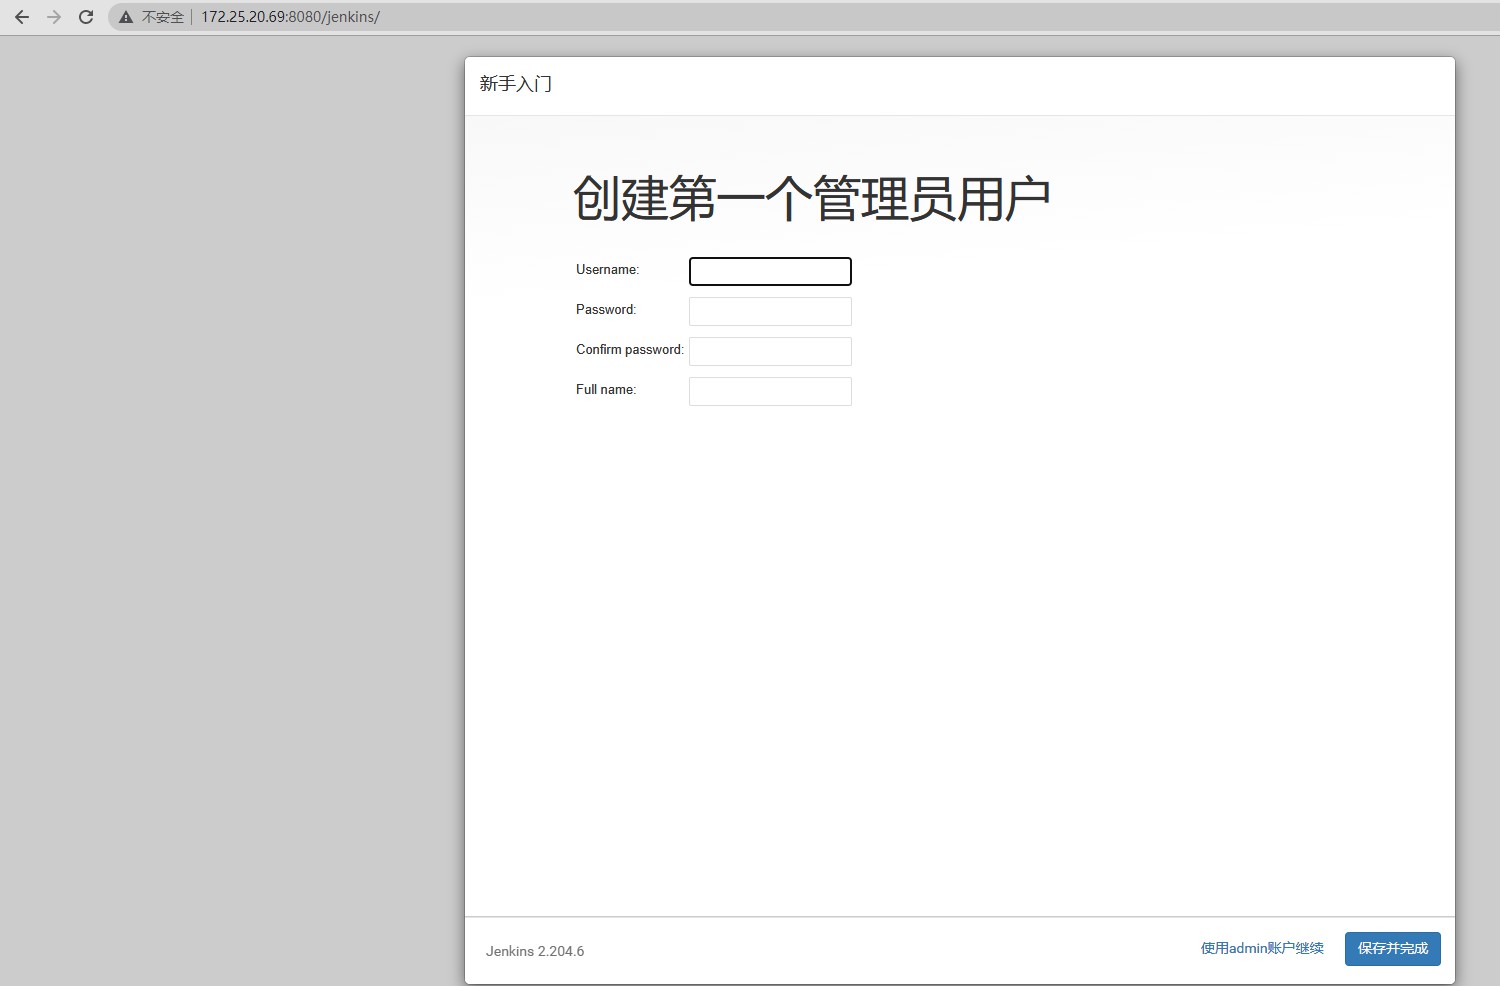 不安全 172.25.20.69:8080/jenkins/
新手入门
创建第一个管理员用户
Username:
Password:
Confirm password:
Full name:
Jenkins 2.204.6
使用admin账户继续
保存并完成